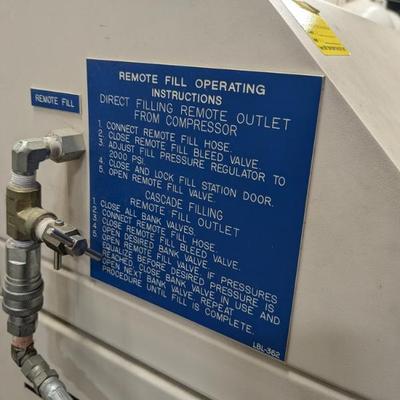 REMOTE FILL OPERATING
INSTRUCTIONS
DIRECT FILLING REMOTE OUTLET
FROM COMPRESSOR
1. CONNECT REMOTE FILL HOSE.
2. CLOSE REMOTE FILL BLEED VALVE.
3. ADJUST FILL PRESSURE REGULATOR TO
2000 PSI.
4. CLOSE AND LOCK FILL STATION DOOR.
5. OPEN REMOTE FILL VALVE.
CASCADE FILLING
REMOTE FILL OUTLET
1. CLOSE ALL BANK VALVES.
2. CONNECT REMOTE FILL HOSE.
3. CLOSE REMOTE FILL BLEED VALVE.
4. OPEN DESIRED BANK VALVE.
5. OPEN REMOTE FILL VALVE. IF PRESSURES
EQUALIZE BEFORE DESIRED PRESSURE IS
REACHED, CLOSE BANK VALVE IN USE AND
OPEN NEXT BANK VALVE, REPEAT
PROCEDURE UNTIL FILL IS COMPLETE.
LBL-362
REMOTE FILL